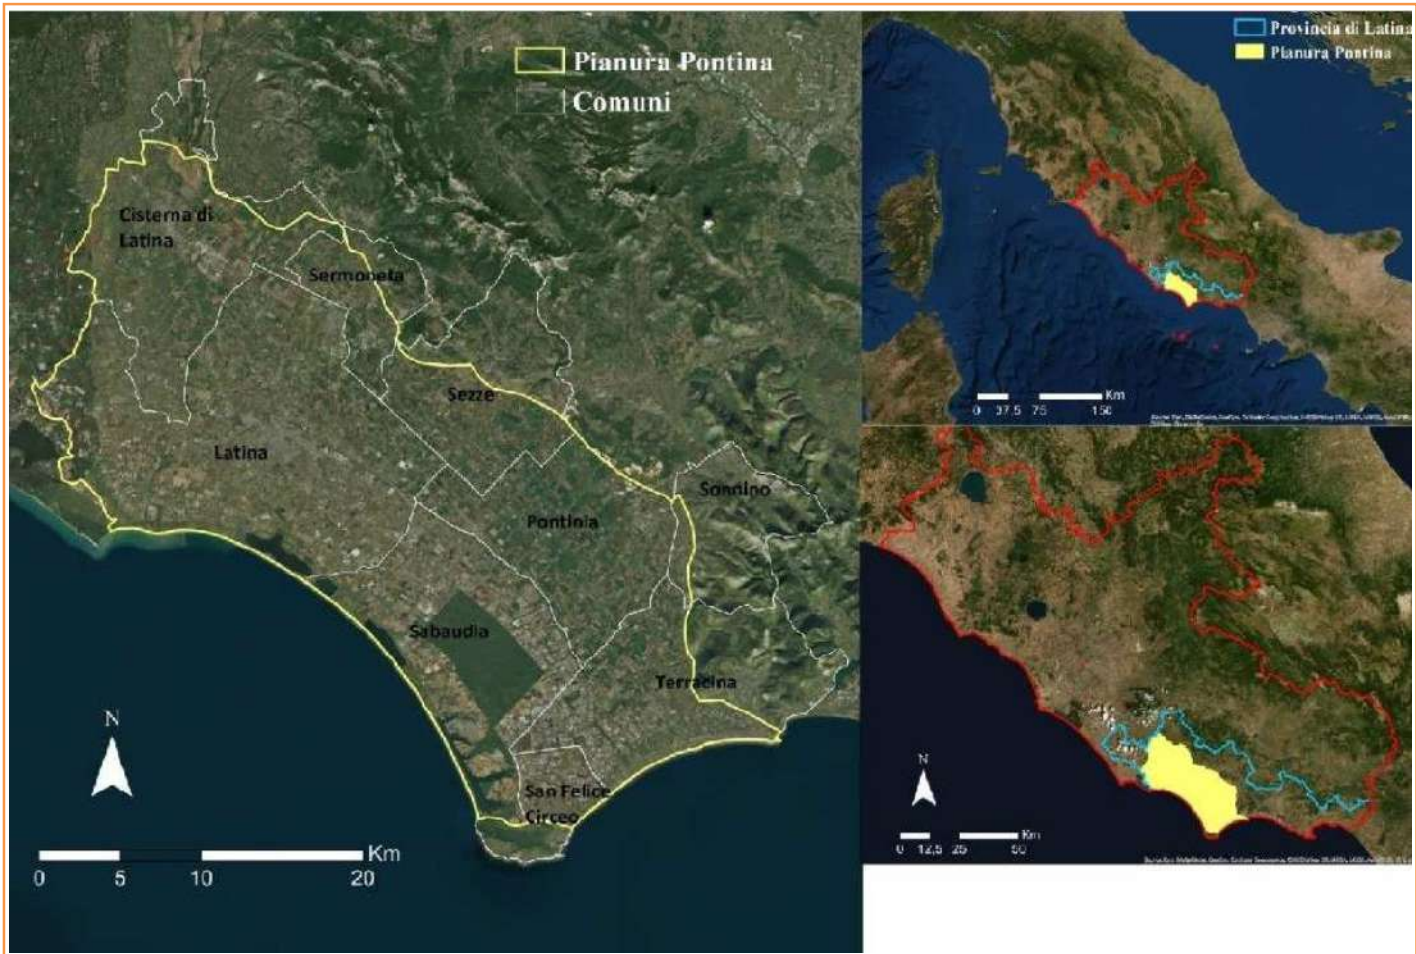 Pianura Pontina
Comuni
Cisterna di
Latina
Sermoneta
Sezze
Latina
Sonnino
Pontinia
Sabaudia
Terracina
San Felice
Circeo
N
Km
0 5 10 20
Provincia di Latina
Pianura Pontina
Km
0 37,5 75 150
N
Km
0 12,5 25 50